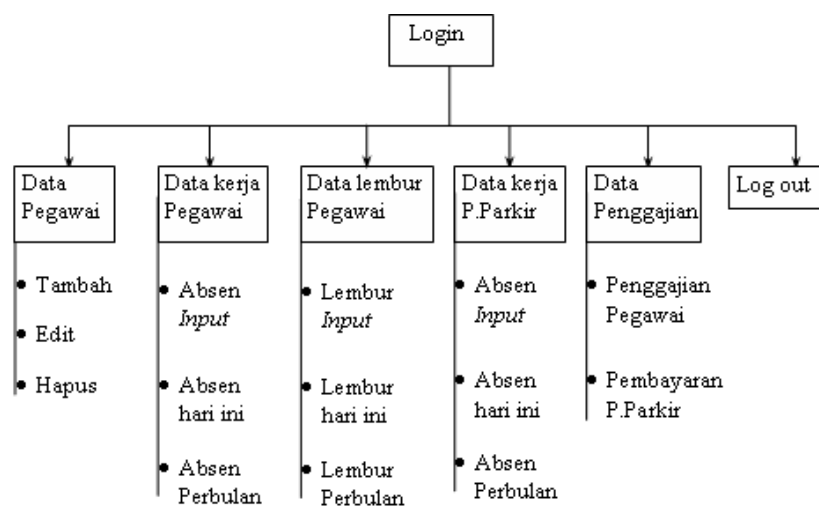 Login
Data
Pegawai
Tambah
Edit
Hapus
Data kerja
Pegawai
Absen
Input
Absen
hari ini
Absen
Perbulan
Data lembur
Pegawai
Lembur
Input
Lembur
hari ini
Lembur
Perbulan
Data kerja
P.Parkir
Absen
Input
Absen
hari ini
Absen
Perbulan
Data
Penggajian
Penggajian
Pegawai
Pembayaran
P.Parkir
Log out